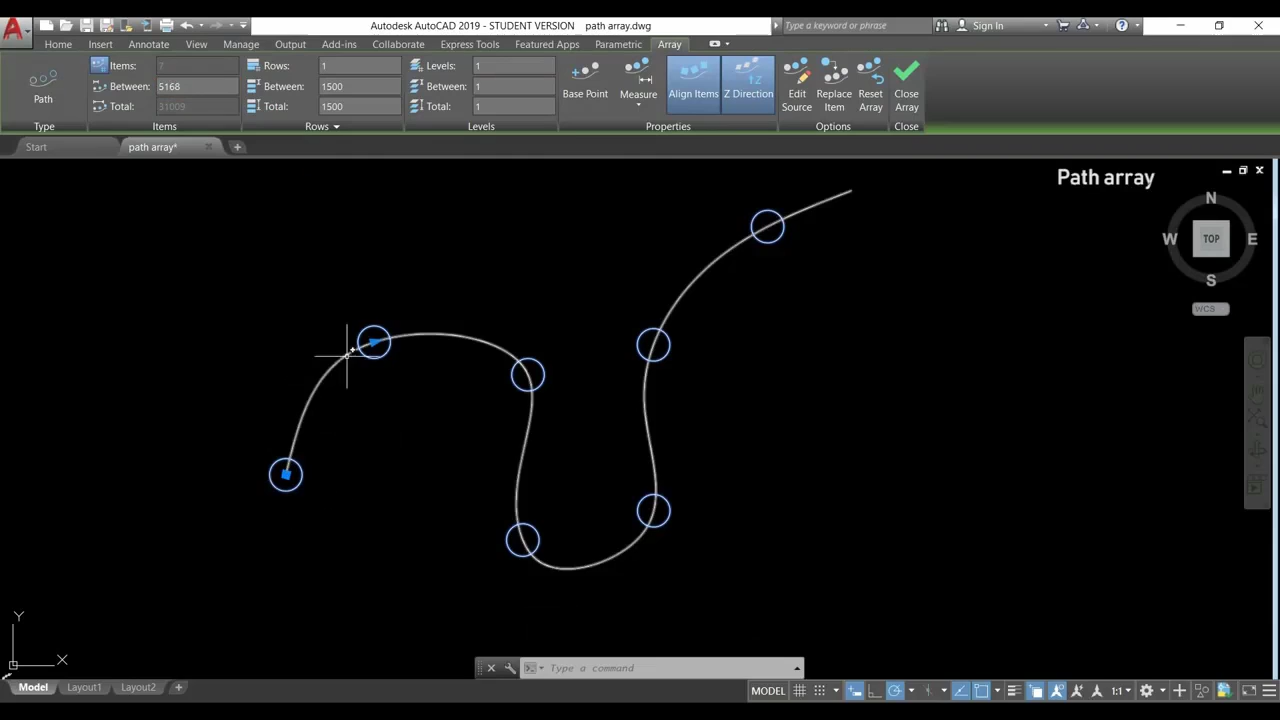 Autodesk AutoCAD 2019 - STUDENT VERSION path array.dwg
Type a keyword or phrase
Sign In
Home Insert Annotate View Manage Output Add-ins Collaborate Express Tools Featured Apps Parametric Array
Items: 7 Rows: 1 Levels: 1
Between: 5168 Between: 1500 Between: 1
Total: 31009 Total: 1500 Total: 1
Path
Base Point
Measure
Align Items
Z Direction
Edit Source
Replace Item
Reset Array
Close Array
Type Items Rows Levels Properties Options Close
Start path array*
Path array
N
W TOP E
S
WCS
Y
X
Type a command
Model Layout1 Layout2
MODEL 1:1